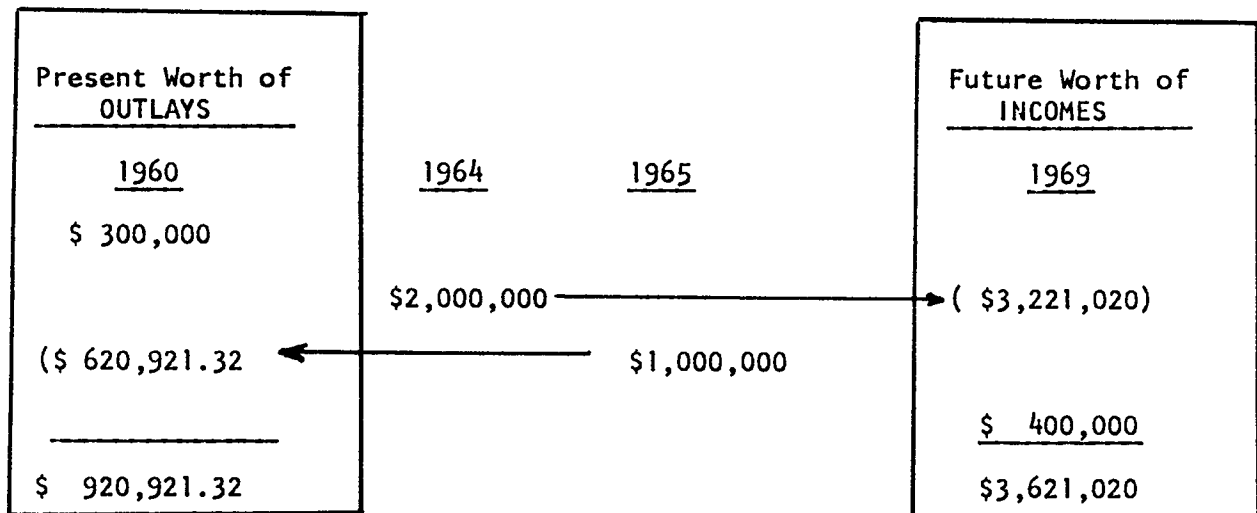 Present Worth of
OUTLAYS
Future Worth of
INCOMES
1960 1964 1965 1969
$ 300,000
$2,000,000 ( $3,221,020)
($ 620,921.32 $1,000,000
$ 400,000
$ 920,921.32 $3,621,020